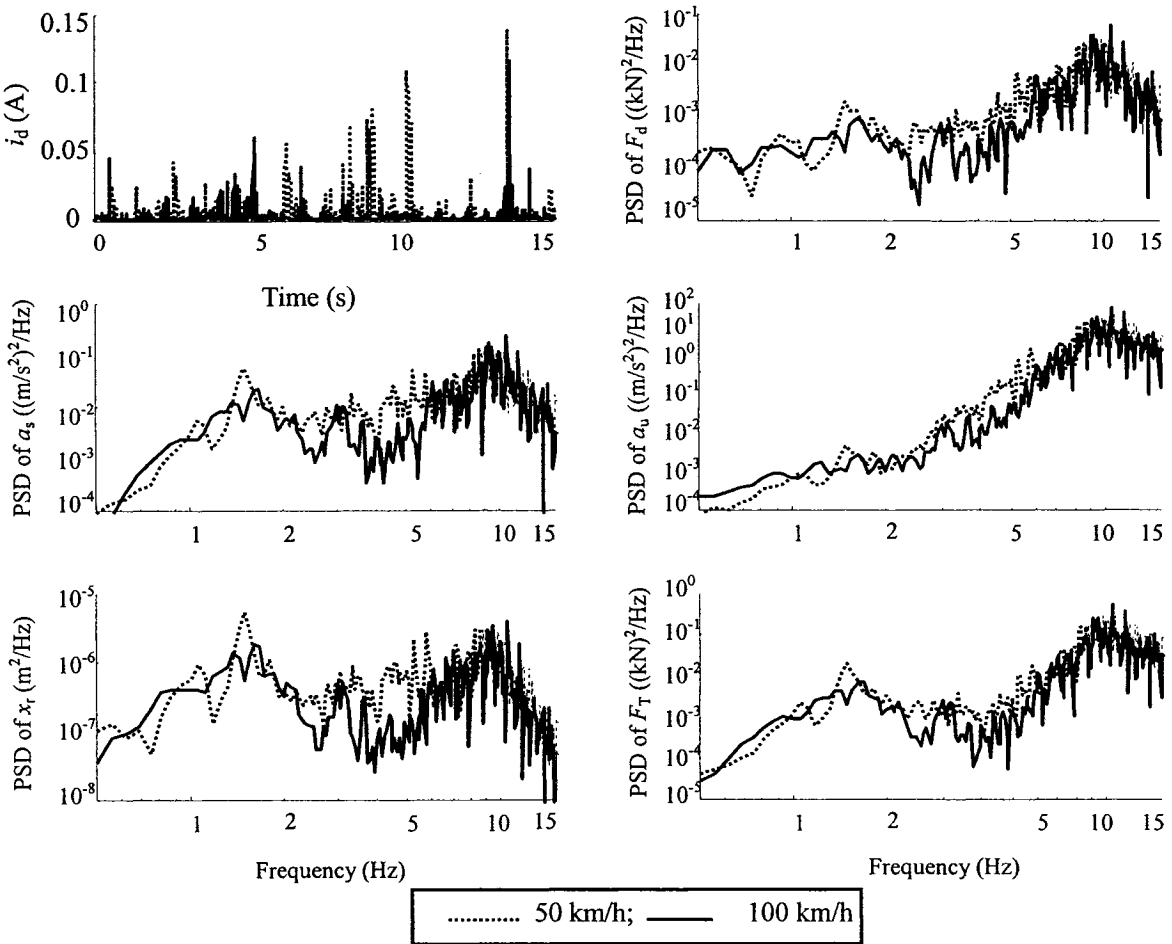 0.15
0.1
0.05
0
i_d (A)
0 5 10 15
Time (s)
10^-1
10^-2
10^-3
10^-4
10^-5
PSD of F_d ((kN)^2/Hz)
1 2 5 10 15
10^0
10^-1
10^-2
10^-3
10^-4
PSD of a_s ((m/s^2)^2/Hz)
1 2 5 10 15
10^2
10^1
10^0
10^-1
10^-2
10^-3
10^-4
PSD of a_u ((m/s^2)^2/Hz)
1 2 5 10 15
10^-5
10^-6
10^-7
10^-8
PSD of x_r (m^2/Hz)
1 2 5 10 15
Frequency (Hz)
10^0
10^-1
10^-2
10^-3
10^-4
10^-5
PSD of F_T ((kN)^2/Hz)
1 2 5 10 15
Frequency (Hz)
50 km/h; 100 km/h